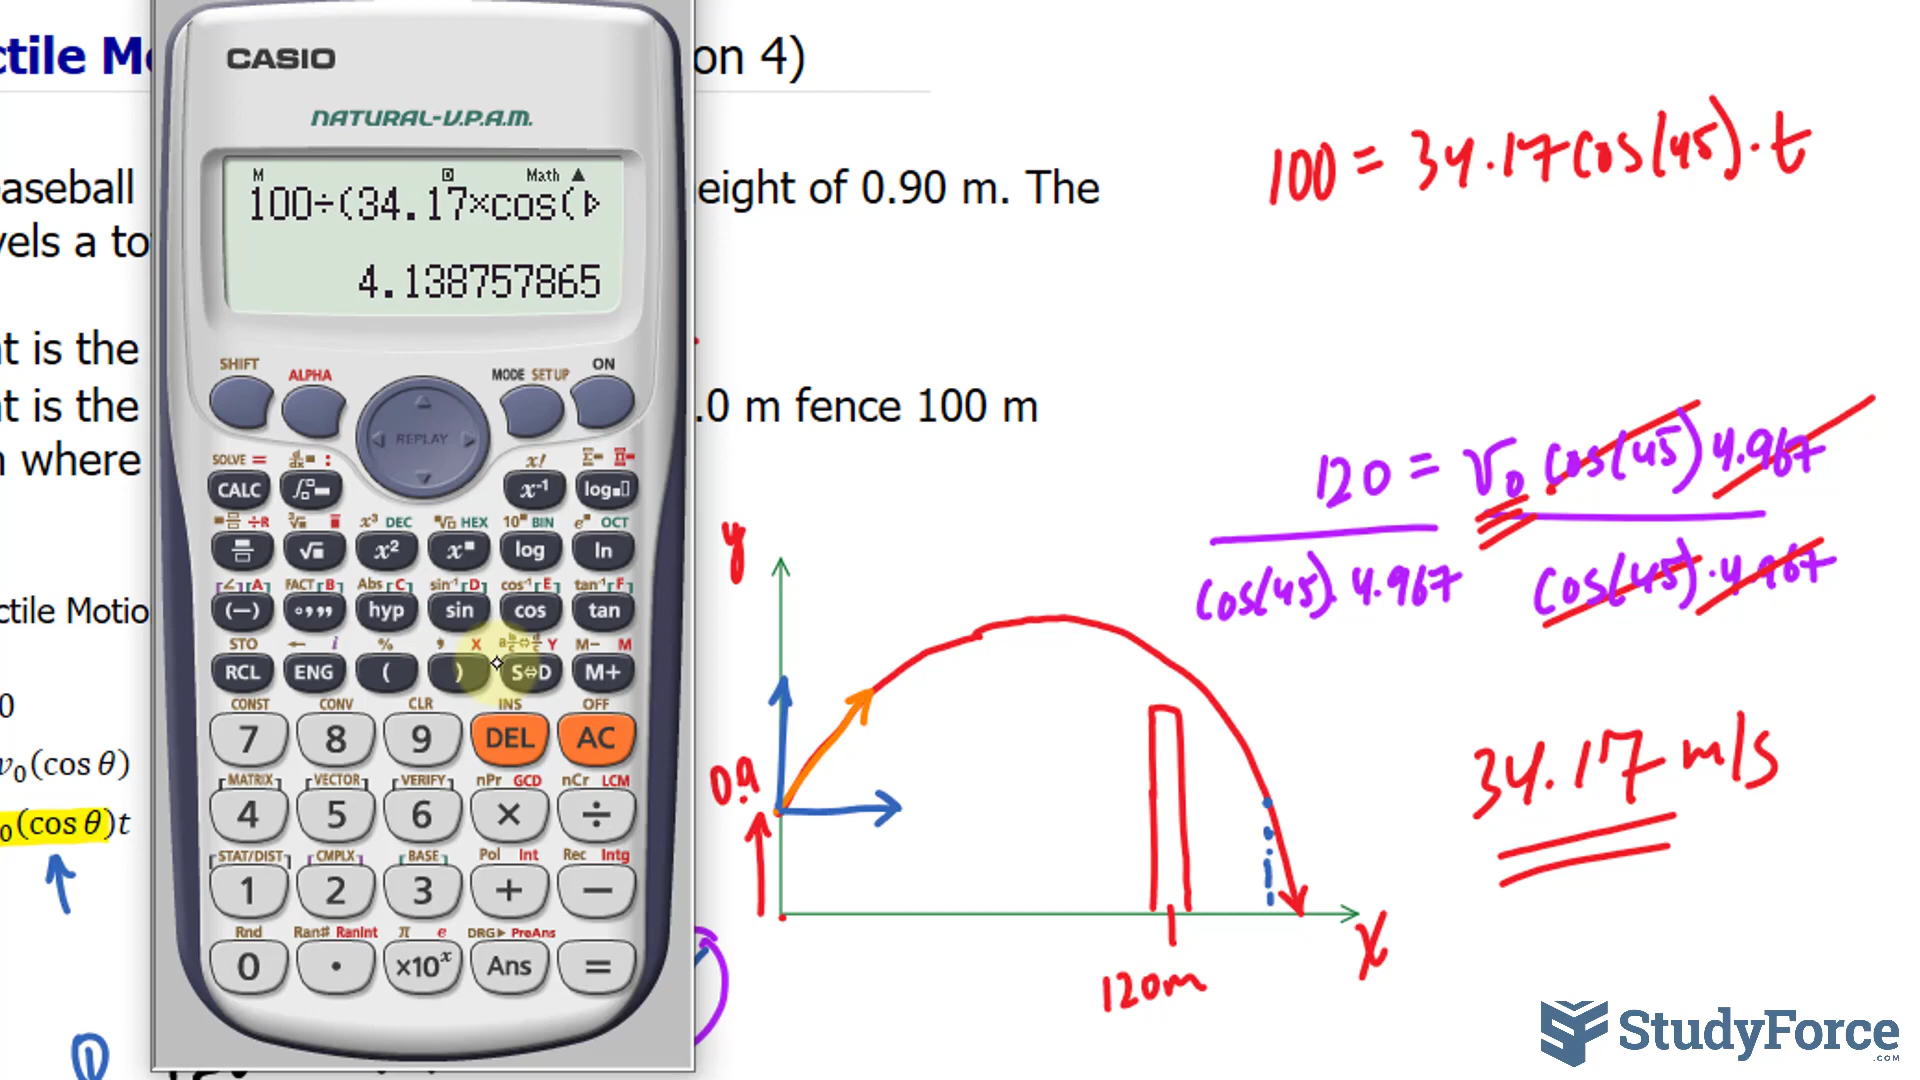 ctile M
on 4)
aseball
eight of 0.90 m. The
vels a to
t is the
t is the
.0 m fence 100 m
n where
ctile Motio
0
v₀(cos θ)
₀(cos θ)t
CASIO
NATURAL-V.P.A.M.
M D Math ▲
100÷(34.17×cos(
4.138757865
SHIFT ALPHA MODE SETUP ON
REPLAY
SOLVE = d/dx : x! Σ Π
CALC ∫ x⁻¹ log
÷R ³√ x³ DEC √ HEX 10 BIN e OCT
√ x² x log ln
∠ A FACT B Abs C sin⁻¹ D cos⁻¹ E tan⁻¹ F
(−) hyp sin cos tan
STO ← i % , X Y M− M
RCL ENG ( ) S⇔D M+
CONST CONV CLR INS OFF
7 8 9 DEL AC
MATRIX VECTOR VERIFY nPr GCD nCr LCM
4 5 6 × ÷
STAT/DIST CMPLX BASE Pol Int Rec Intg
1 2 3 + −
Rnd Ran# RanInt π e DRG▸ PreAns
0 . ×10ˣ Ans =
100 = 34.17cos(45)·t
120 = v₀ cos(45) 4.967
cos(45)·4.967 cos(45)·4.967
34.17 m/s
y
0.9
120m
x
StudyForce
.COM